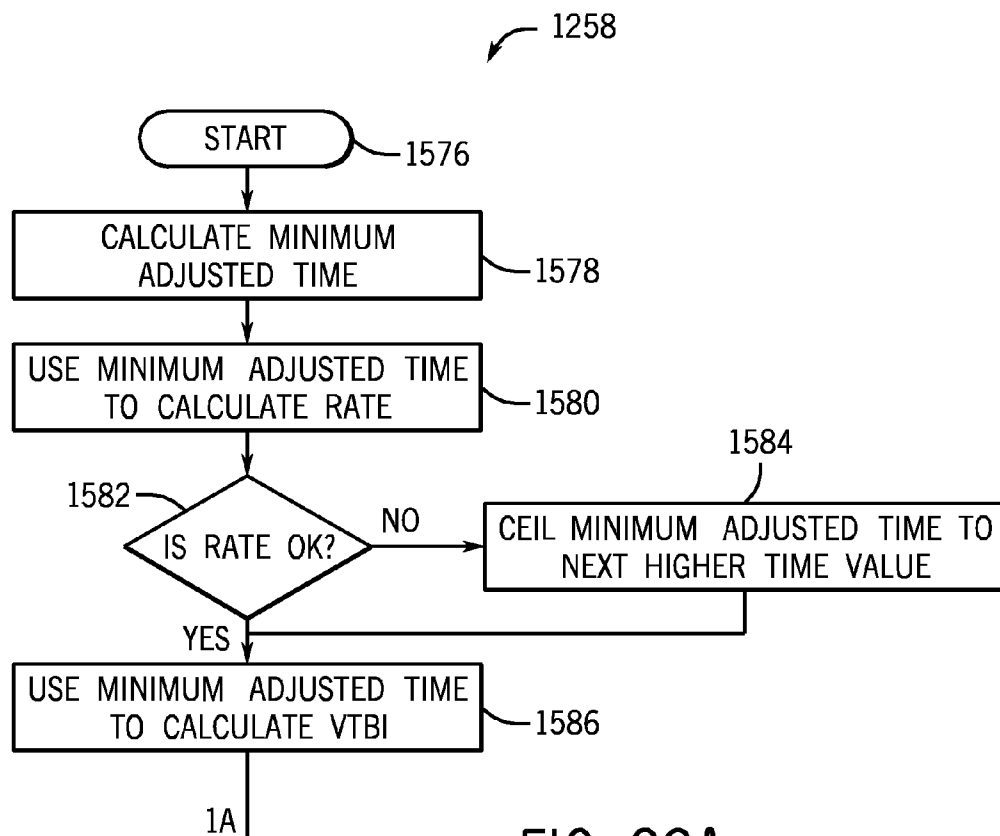 1258
START
1576
CALCULATE MINIMUM
ADJUSTED TIME
1578
USE MINIMUM ADJUSTED TIME
TO CALCULATE RATE
1580
1584
1582
IS RATE OK?
NO
CEIL MINIMUM ADJUSTED TIME TO
NEXT HIGHER TIME VALUE
YES
USE MINIMUM ADJUSTED TIME
TO CALCULATE VTBI
1586
1A